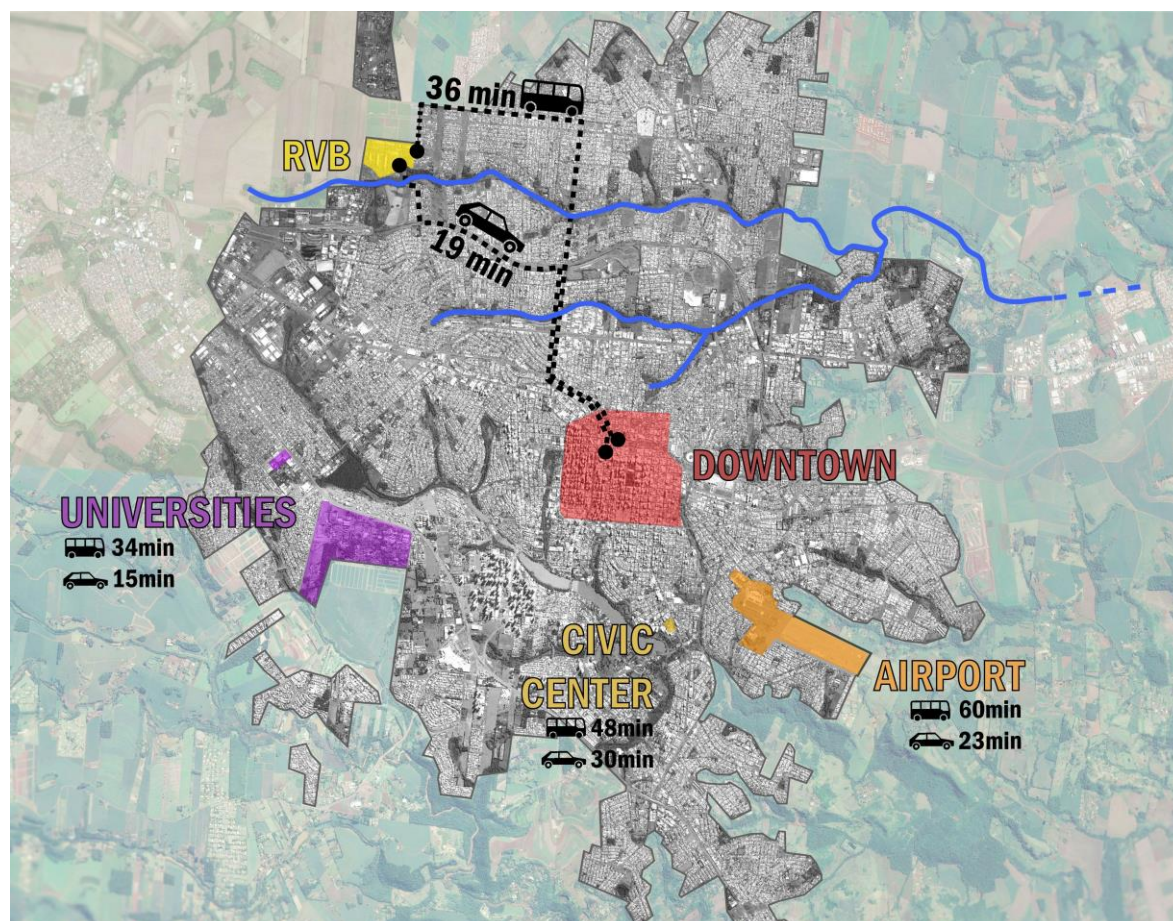 36 min
RVB
19 min
DOWNTOWN
UNIVERSITIES
34min
15min
CIVIC
CENTER
48min
30min
AIRPORT
60min
23min